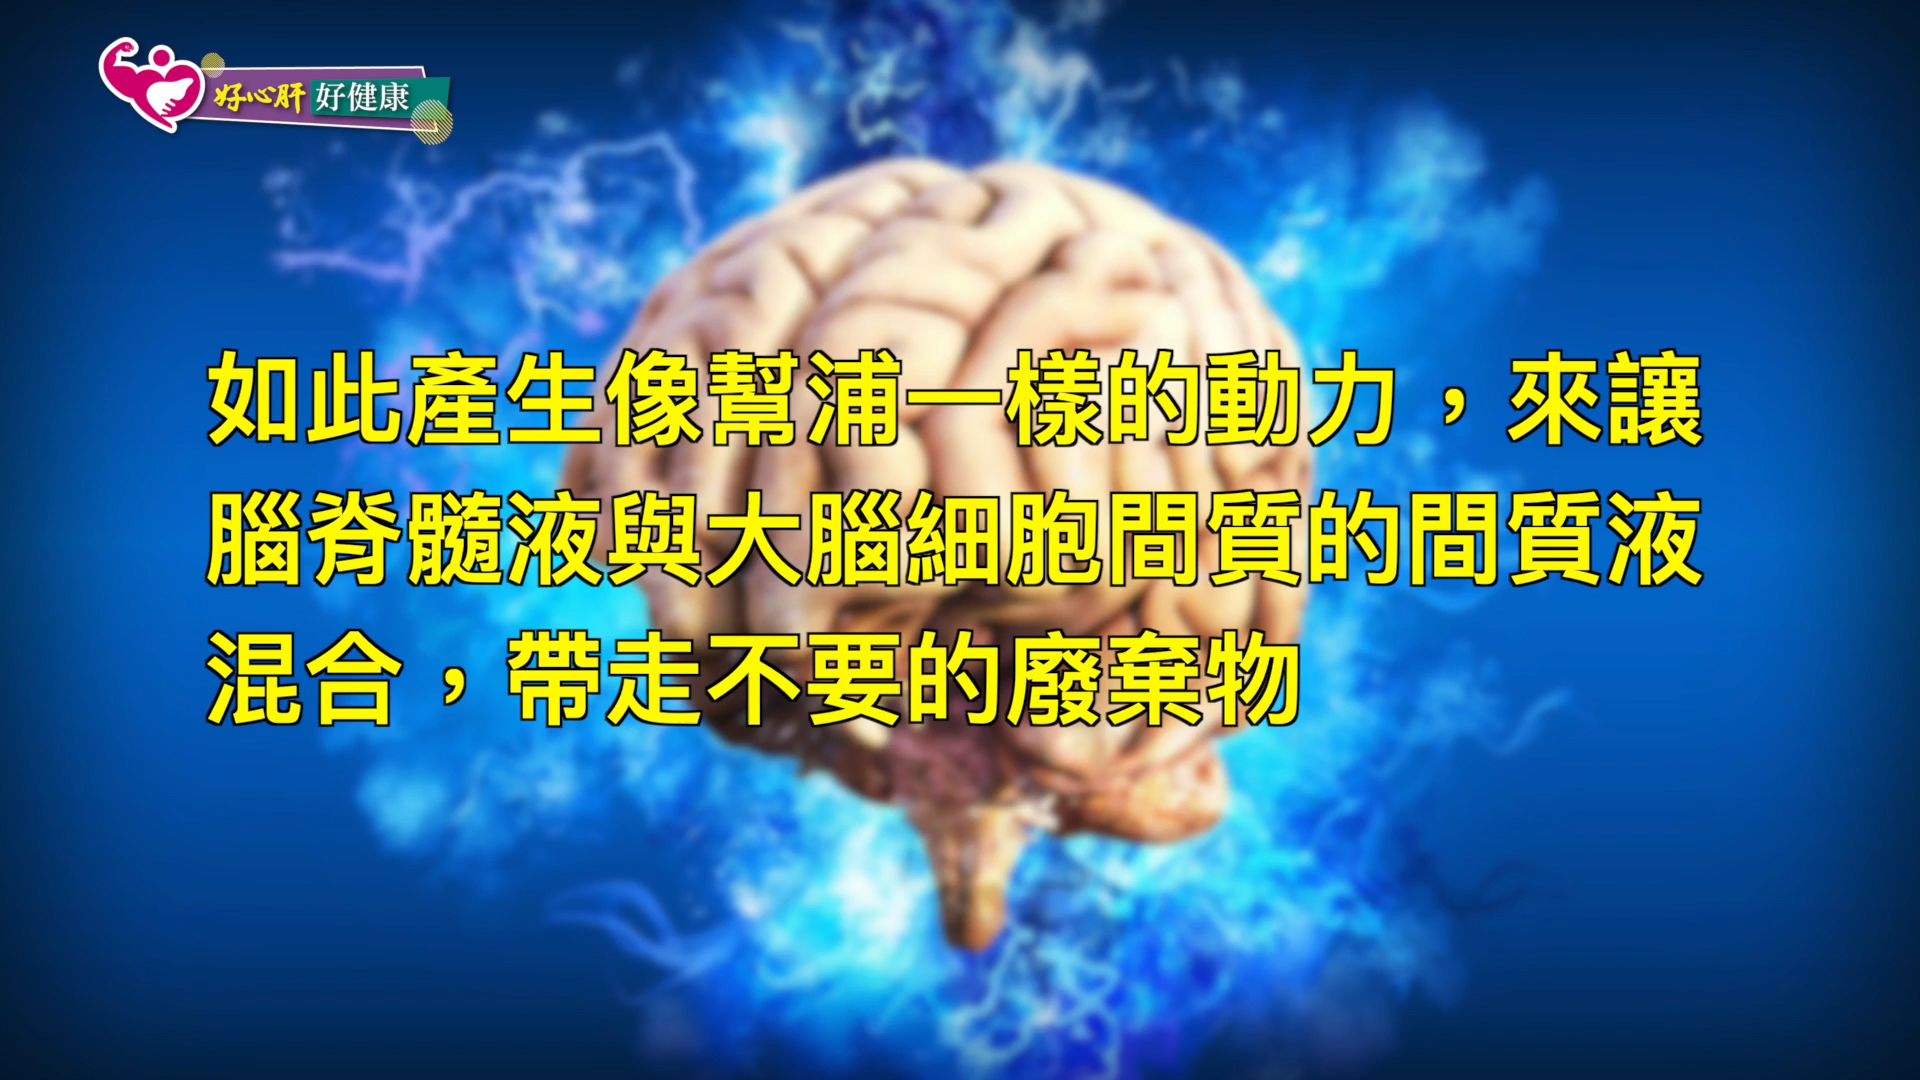 好心肝 好健康
如此產生像幫浦一樣的動力，來讓
腦脊髓液與大腦細胞間質的間質液
混合，帶走不要的廢棄物